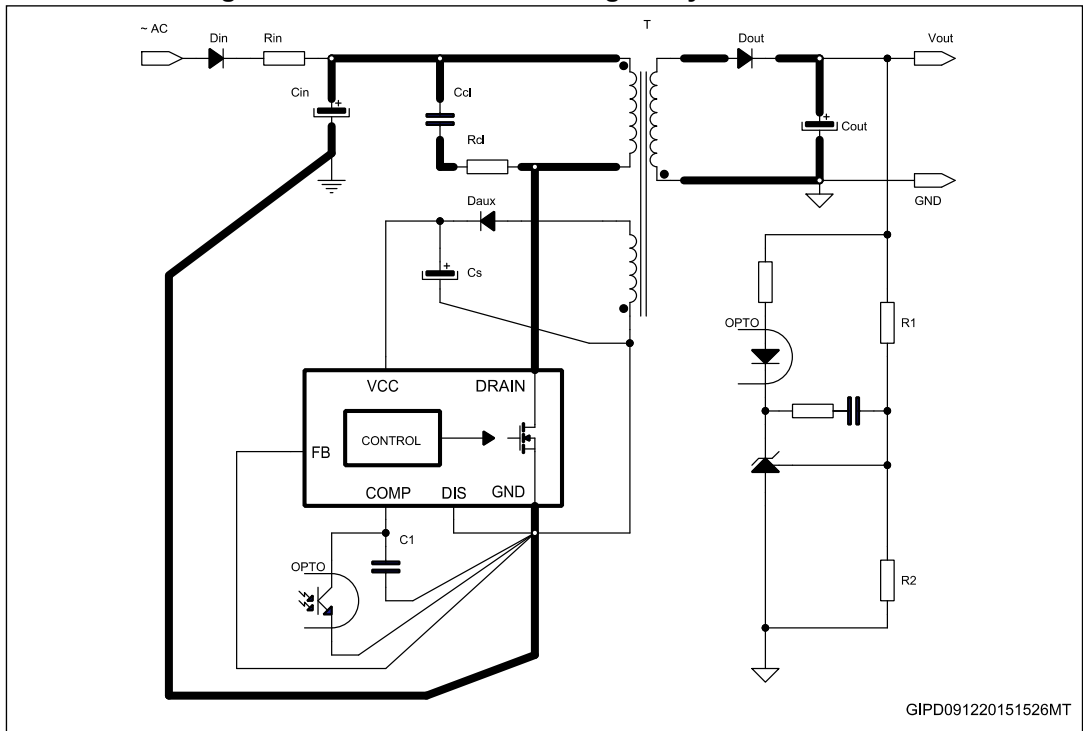 ~ AC
Din
Rin
T
Dout
Vout
Cin
+
Ccl
+
Cout
Rcl
GND
Daux
+
Cs
OPTO
R1
VCC
DRAIN
CONTROL
FB
COMP
DIS
GND
C1
OPTO
R2
GIPD091220151526MT